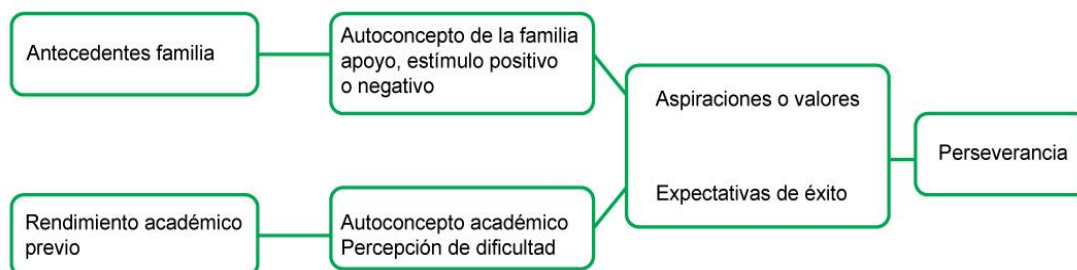 Antecedentes familia
Autoconcepto de la familia
apoyo, estímulo positivo
o negativo
Aspiraciones o valores
Expectativas de éxito
Perseverancia
Rendimiento académico
previo
Autoconcepto académico
Percepción de dificultad